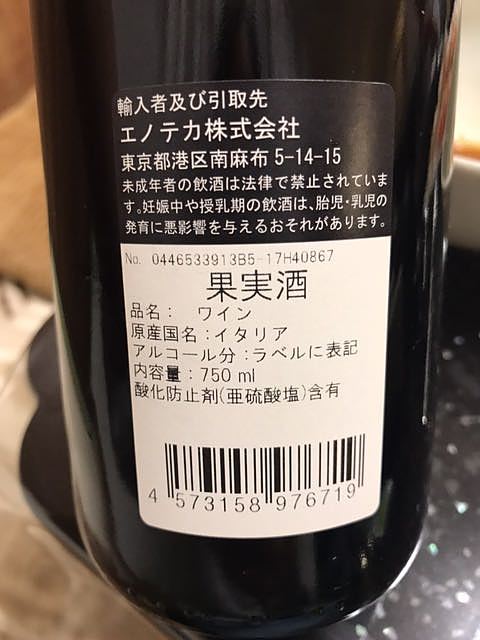 輸入者及び引取先
エノテカ株式会社
東京都港区南麻布 5-14-15
未成年者の飲酒は法律で禁止されていま
す。妊娠中や授乳期の飲酒は、胎児・乳児の
発育に悪影響を与えるおそれがあります。
No. 0446533913B5-17H40867
果実酒
品名： ワイン
原産国名：イタリア
アルコール分：ラベルに表記
内容量：750 ml
酸化防止剤(亜硫酸塩)含有
4 573158 976719